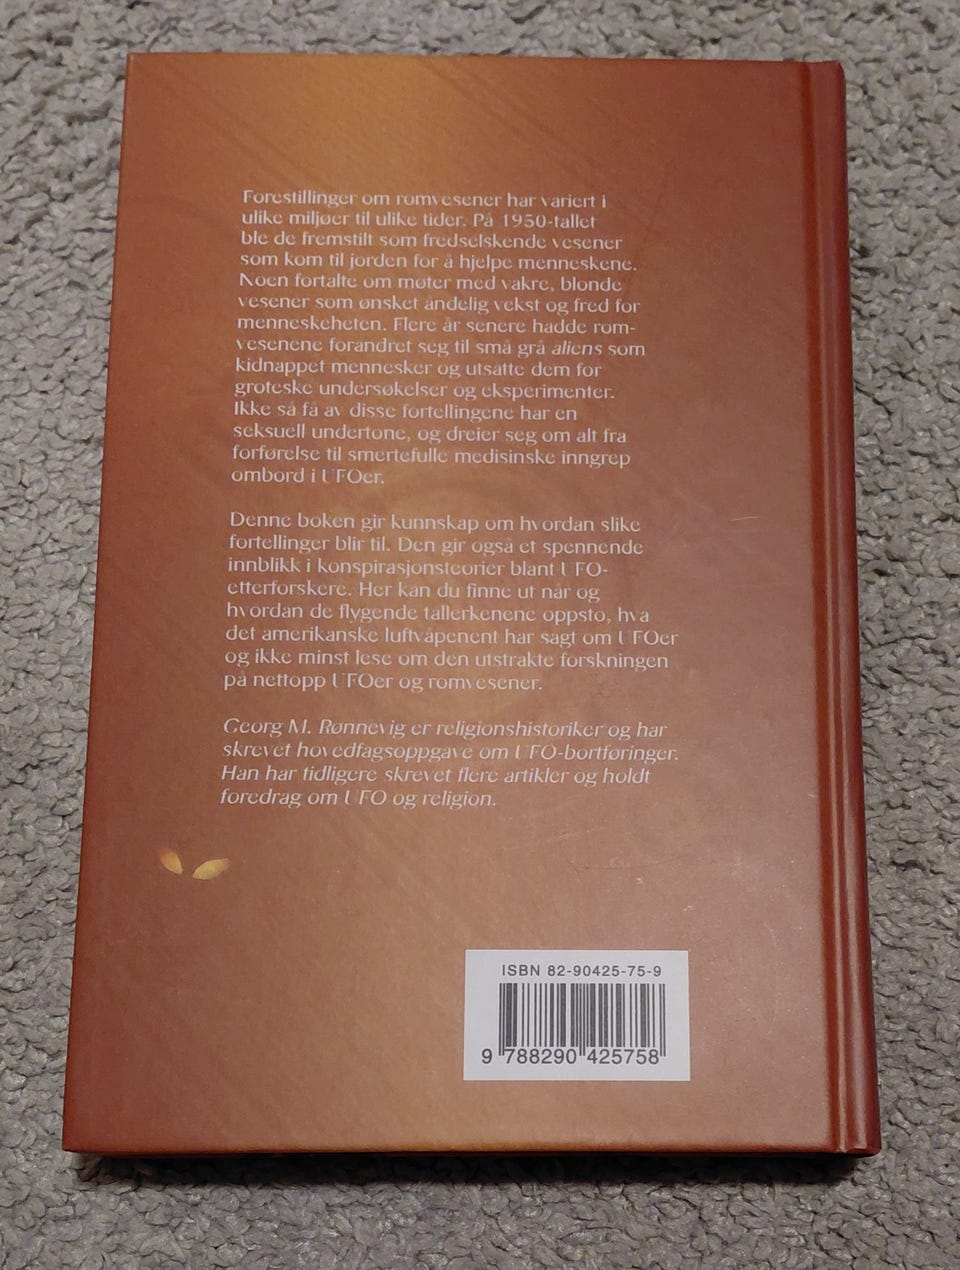 Forestillinger om romvesener har variert i
ulike miljøer til ulike tider. På 1950-tallet
ble de fremstilt som fredselskende vesener
som kom til jorden for å hjelpe menneskene.
Noen fortalte om møter med vakre, blonde
vesener som ønsket åndelig vekst og fred for
menneskeheten. Flere år senere hadde rom-
vesenene forandret seg til små grå aliens som
kidnappet mennesker og utsatte dem for
groteske undersøkelser og eksperimenter.
Ikke så få av disse fortellingene har en
seksuell undertone, og dreier seg om alt fra
forførelse til smertefulle medisinske inngrep
ombord i UFOer.
Denne boken gir kunnskap om hvordan slike
fortellinger blir til. Den gir også et spennende
innblikk i konspirasjonsteorier blant UFO-
etterforskere. Her kan du finne ut når og
hvordan de flygende tallerkenene oppsto, hva
det amerikanske luftvåpenent har sagt om UFOer
og ikke minst lese om den utstrakte forskningen
på nettopp UFOer og romvesener.
Georg M. Rønnevig er religionshistoriker og har
skrevet hovedfagsoppgave om UFO-bortføringer.
Han har tidligere skrevet flere artikler og holdt
foredrag om UFO og religion.
ISBN 82-90425-75-9
9 788290 425758